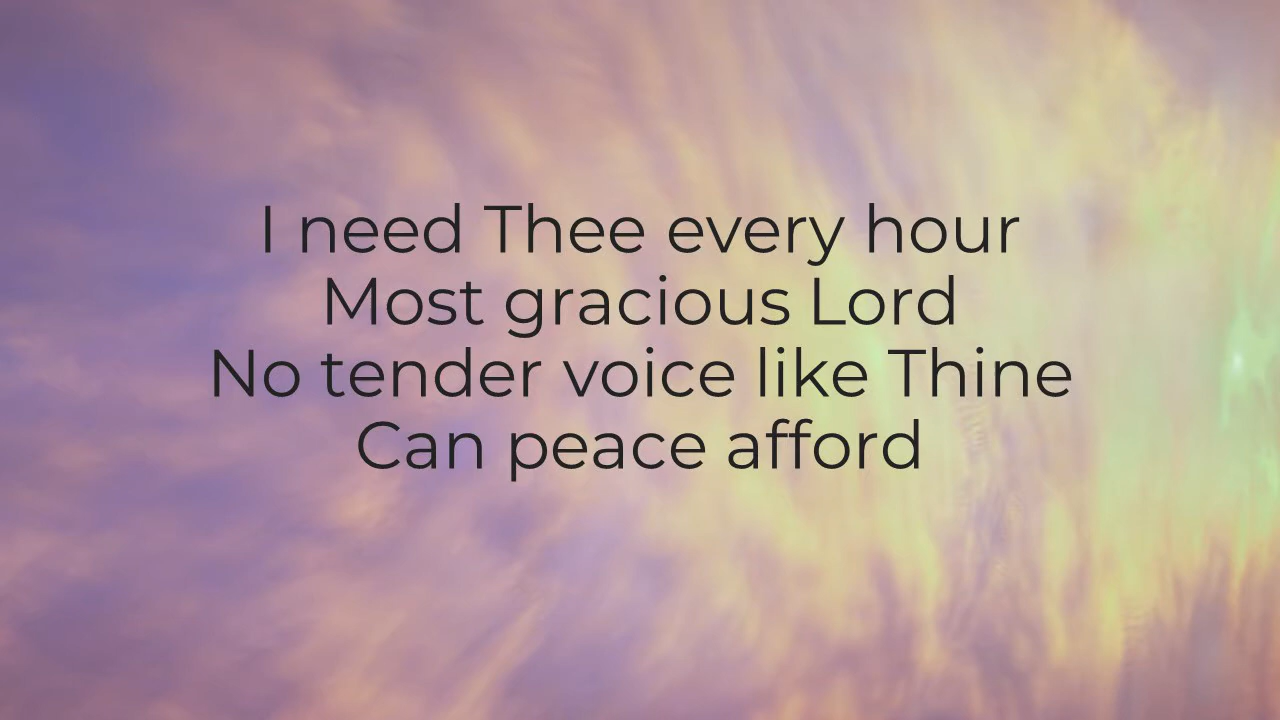 I need Thee every hour
Most gracious Lord
No tender voice like Thine
Can peace afford